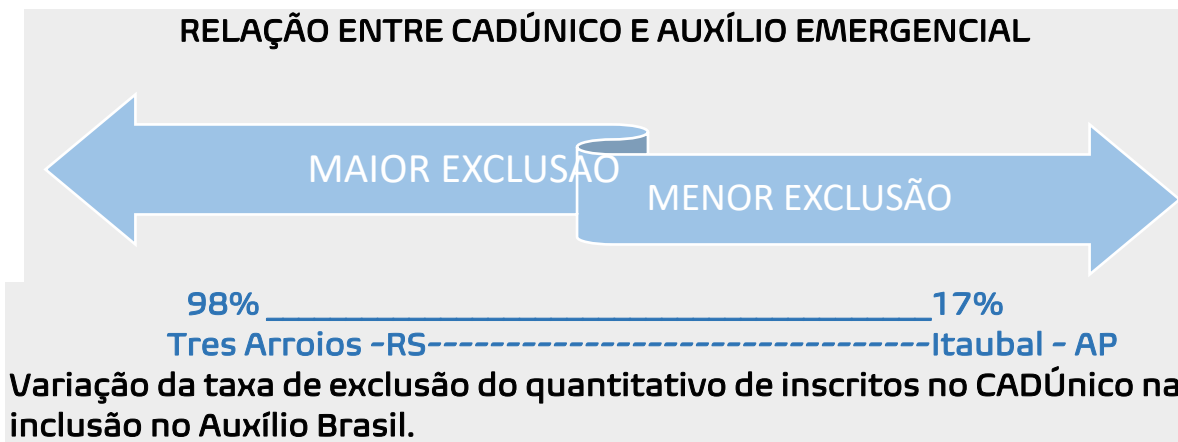 RELAÇÃO ENTRE CADÚNICO E AUXÍLIO EMERGENCIAL
MAIOR EXCLUSÃO
MENOR EXCLUSÃO
98%_______________________________________17%
Tres Arroios -RS--------------------------------Itaubal - AP
Variação da taxa de exclusão do quantitativo de inscritos no CADÚnico na
inclusão no Auxílio Brasil.